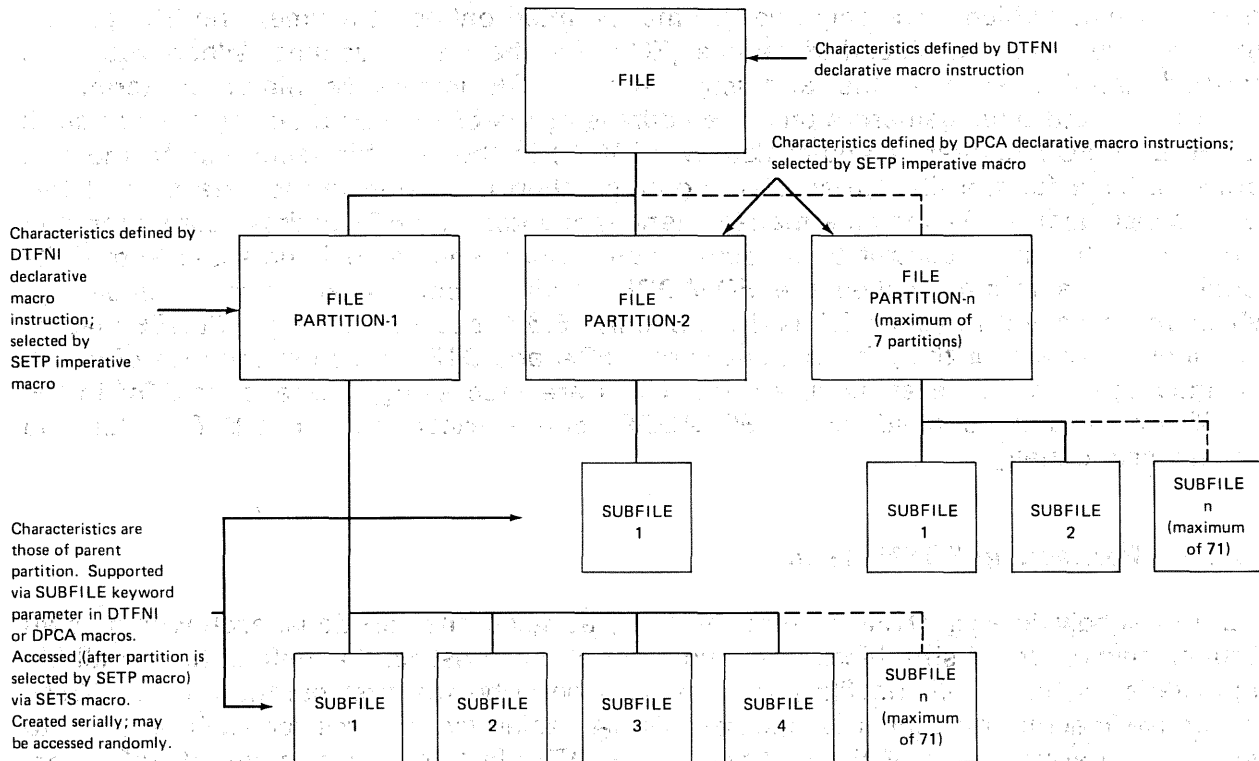 FILE
Characteristics defined by DTFNI
declarative macro instruction
Characteristics defined by DPCA declarative macro instructions;
selected by SETP imperative macro
Characteristics defined by
DTFNI
declarative
macro
instruction;
selected by
SETP imperative
macro
FILE
PARTITION-1
FILE
PARTITION-2
FILE
PARTITION-n
(maximum of
7 partitions)
SUBFILE
1
SUBFILE
1
SUBFILE
2
SUBFILE
n
(maximum
of 71)
Characteristics are
those of parent
partition. Supported
via SUBFILE keyword
parameter in DTFNI
or DPCA macros.
Accessed (after partition is
selected by SETP macro)
via SETS macro.
Created serially; may
be accessed randomly.
SUBFILE
1
SUBFILE
2
SUBFILE
3
SUBFILE
4
SUBFILE
n
(maximum
of 71)